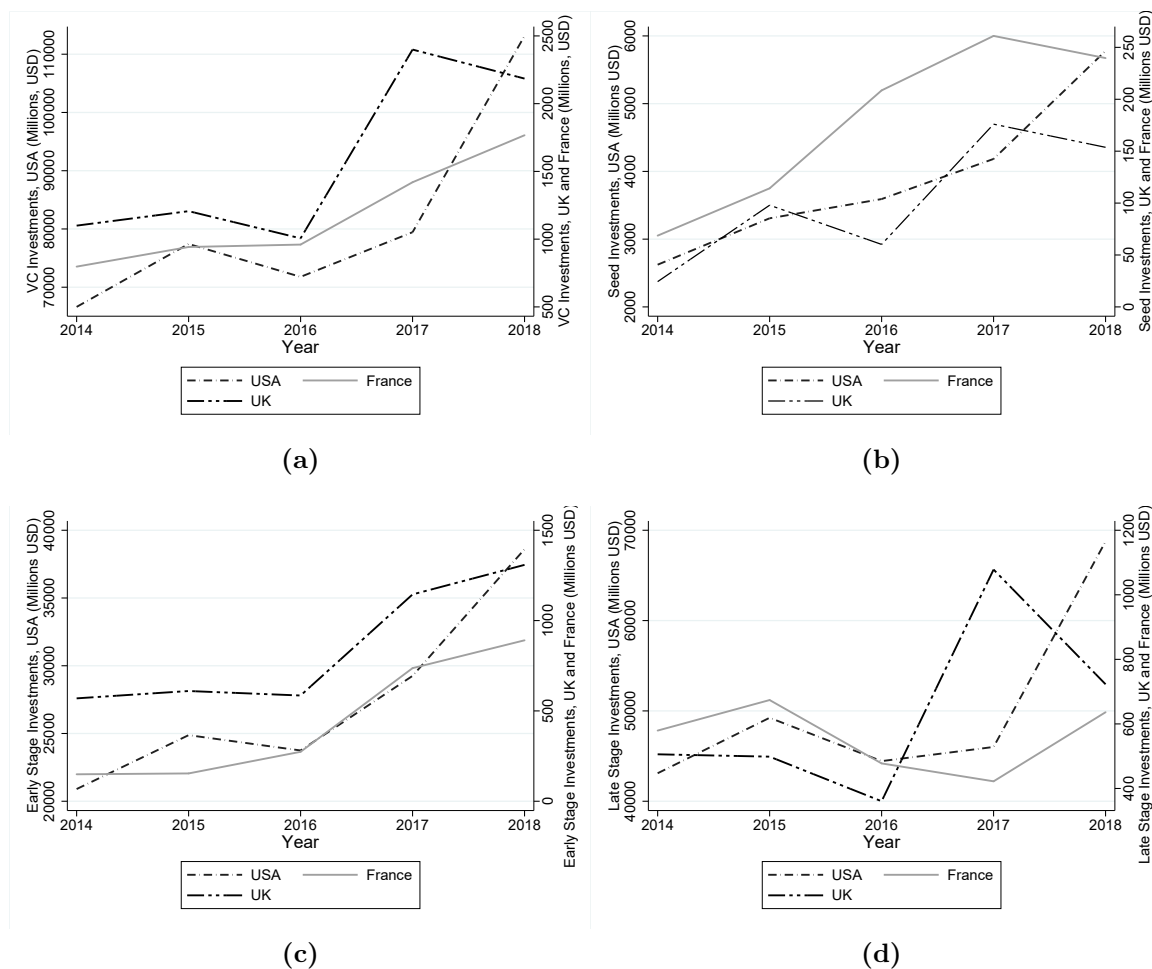 VC Investments, USA (Millions, USD)
70000 80000 90000 100000 110000
500 1000 1500 2000 2500
VC Investments, UK and France (Millions, USD)
2014 2015 2016 2017 2018
Year
USA France
UK
(a)
Seed Investments, USA (Millions USD)
2000 3000 4000 5000 6000
0 50 100 150 200 250
Seed Investments, UK and France (Millions USD)
2014 2015 2016 2017 2018
Year
USA France
UK
(b)
Early Stage Investments, USA (Millions USD)
20000 25000 30000 35000 40000
0 500 1000 1500
Early Stage Investments, UK and France (Millions USD)
2014 2015 2016 2017 2018
Year
USA France
UK
(c)
Late Stage Investments, USA (Millions USD)
40000 50000 60000 70000
400 600 800 1000 1200
Late Stage Investments, UK and France (Millions USD)
2014 2015 2016 2017 2018
Year
USA France
UK
(d)